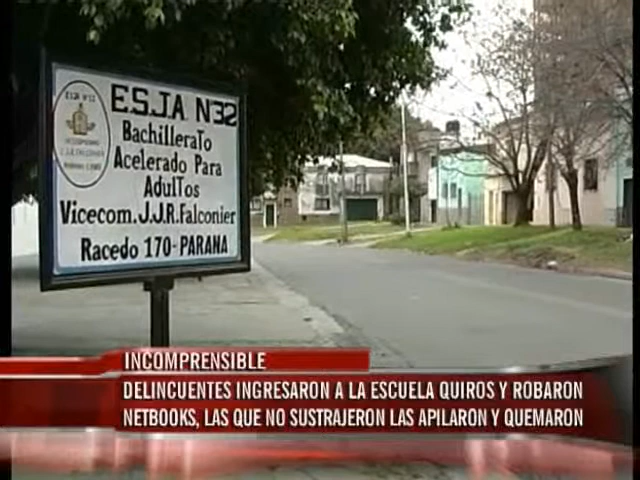 E.S.J.A N32
BachilleraTo
Acelerado Para
AdulTos
Vicecom.J.J.R.Falconier
Racedo 170-PARANA
INCOMPRENSIBLE
DELINCUENTES INGRESARON A LA ESCUELA QUIROS Y ROBARON
NETBOOKS, LAS QUE NO SUSTRAJERON LAS APILARON Y QUEMARON